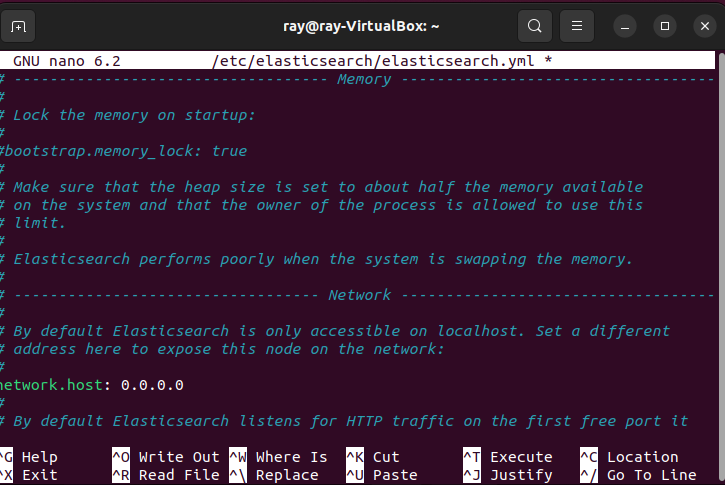 ray@ray-VirtualBox: ~
GNU nano 6.2 /etc/elasticsearch/elasticsearch.yml *
# ----------------------------------- Memory -----------------------------------
#
# Lock the memory on startup:
#
#bootstrap.memory_lock: true
#
# Make sure that the heap size is set to about half the memory available
# on the system and that the owner of the process is allowed to use this
# limit.
#
# Elasticsearch performs poorly when the system is swapping the memory.
#
# ---------------------------------- Network -----------------------------------
#
# By default Elasticsearch is only accessible on localhost. Set a different
# address here to expose this node on the network:
#
network.host: 0.0.0.0
#
# By default Elasticsearch listens for HTTP traffic on the first free port it
^G Help ^O Write Out ^W Where Is ^K Cut ^T Execute ^C Location
^X Exit ^R Read File ^\ Replace ^U Paste ^J Justify ^/ Go To Line